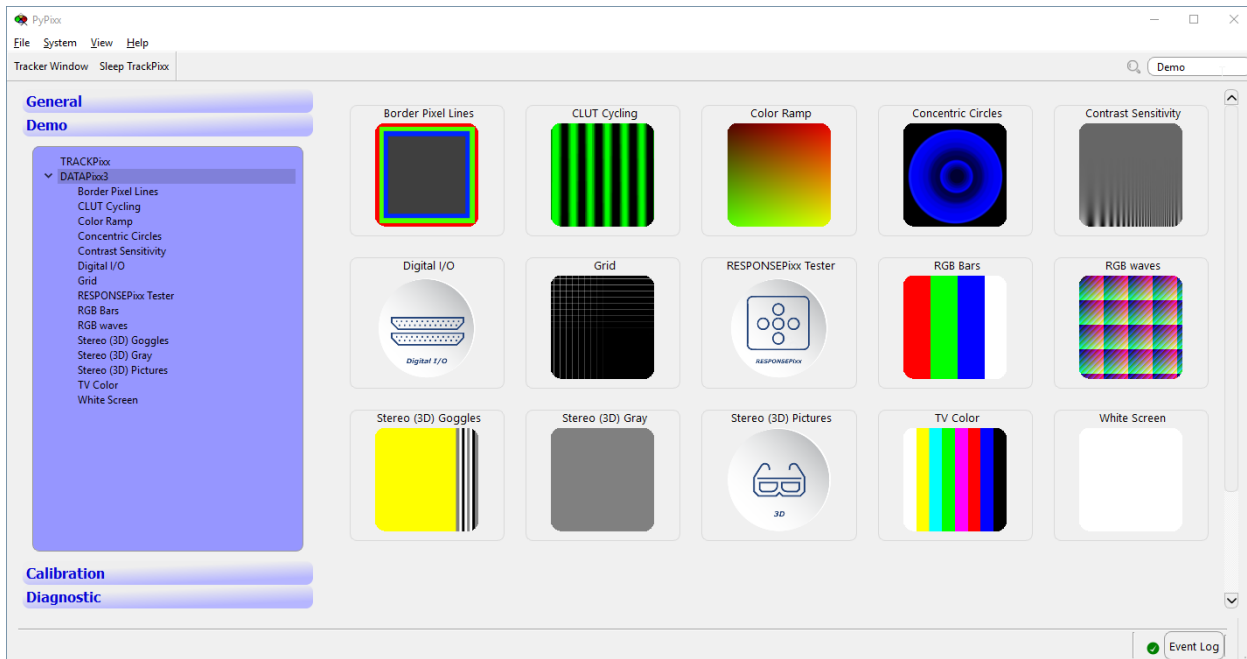 PyPixx
File System View Help
Tracker Window Sleep TrackPixx
Demo
General
Demo
TRACKPixx
DATAPixx3
Border Pixel Lines
CLUT Cycling
Color Ramp
Concentric Circles
Contrast Sensitivity
Digital I/O
Grid
RESPONSEPixx Tester
RGB Bars
RGB waves
Stereo (3D) Goggles
Stereo (3D) Gray
Stereo (3D) Pictures
TV Color
White Screen
Calibration
Diagnostic
Border Pixel Lines
CLUT Cycling
Color Ramp
Concentric Circles
Contrast Sensitivity
Digital I/O
Digital I/O
Grid
RESPONSEPixx Tester
RESPONSEPixx
RGB Bars
RGB waves
Stereo (3D) Goggles
Stereo (3D) Gray
Stereo (3D) Pictures
3D
TV Color
White Screen
Event Log